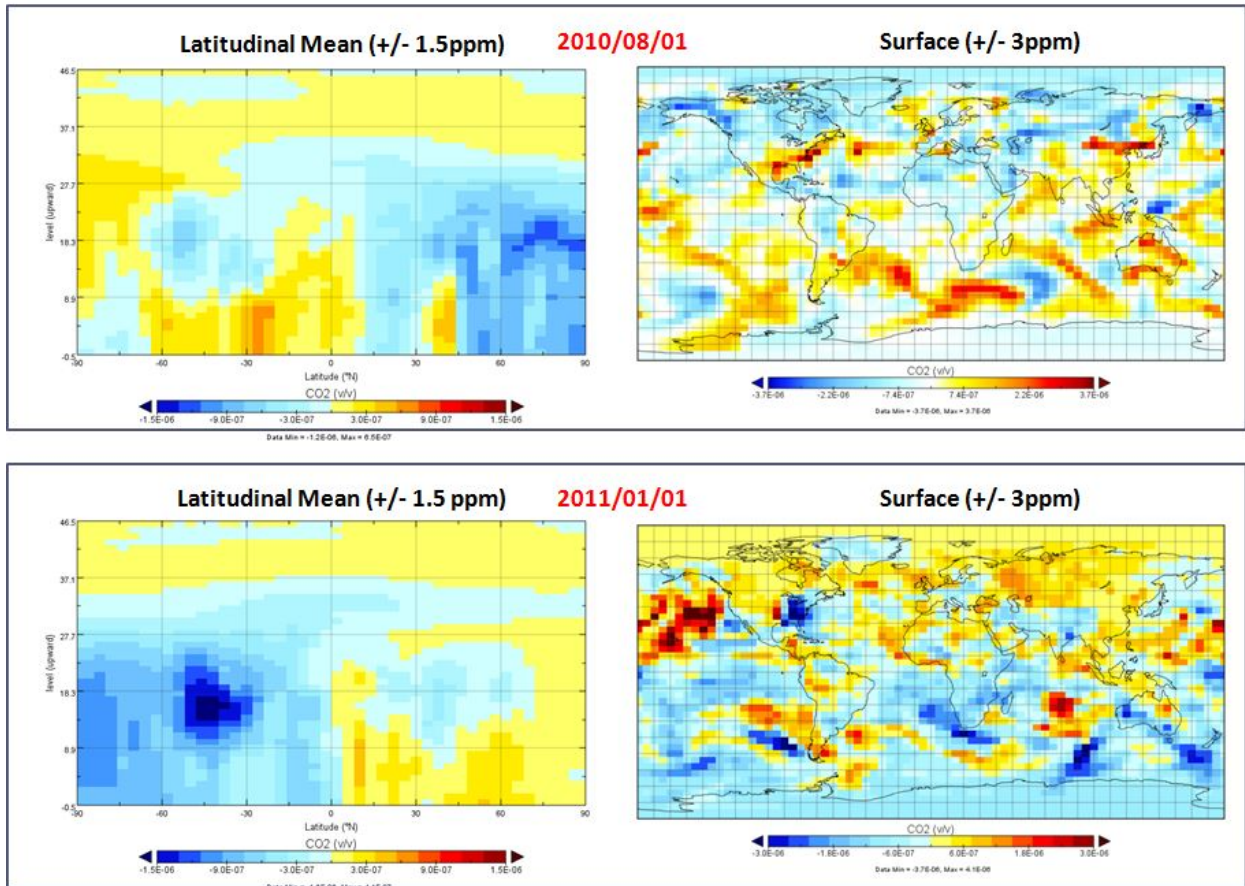 Latitudinal Mean (+/- 1.5ppm) 2010/08/01 Surface (+/- 3ppm)
46.5
37.1
27.7
18.3
8.9
-0.5
level (upward)
-90 -60 -30 0 30 60 90
Latitude (°N)
CO2 (v/v)
-1.5E-06 -9.0E-07 -3.0E-07 3.0E-07 9.0E-07 1.5E-06
Data Min = -1.2E-06, Max = 6.5E-07
CO2 (v/v)
-3.7E-06 -2.2E-06 -7.4E-07 7.4E-07 2.2E-06 3.7E-06
Data Min = -3.7E-06, Max = 3.7E-06
Latitudinal Mean (+/- 1.5 ppm) 2011/01/01 Surface (+/- 3ppm)
46.5
37.1
27.7
18.3
8.9
-0.5
level (upward)
-90 -60 -30 0 30 60 90
Latitude (°N)
CO2 (v/v)
-1.5E-06 -9.0E-07 -3.0E-07 3.0E-07 9.0E-07 1.5E-06
CO2 (v/v)
-3.0E-06 -1.8E-06 -6.0E-07 6.0E-07 1.8E-06 3.0E-06
Data Min = -3.7E-06, Max = 4.1E-06